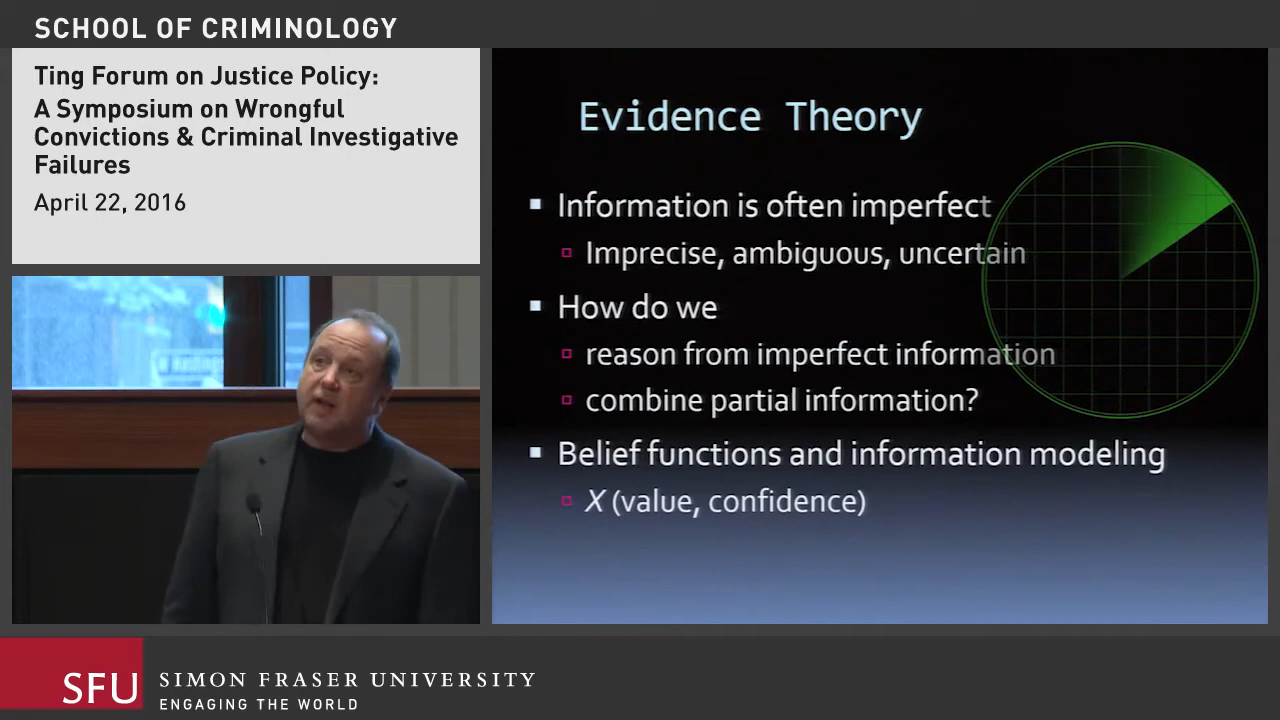 SCHOOL OF CRIMINOLOGY
Ting Forum on Justice Policy:
A Symposium on Wrongful
Convictions & Criminal Investigative
Failures
April 22, 2016
Evidence Theory
Information is often imperfect
Imprecise, ambiguous, uncertain
How do we
reason from imperfect information
combine partial information?
Belief functions and information modeling
X (value, confidence)
SFU
SIMON FRASER UNIVERSITY
ENGAGING THE WORLD